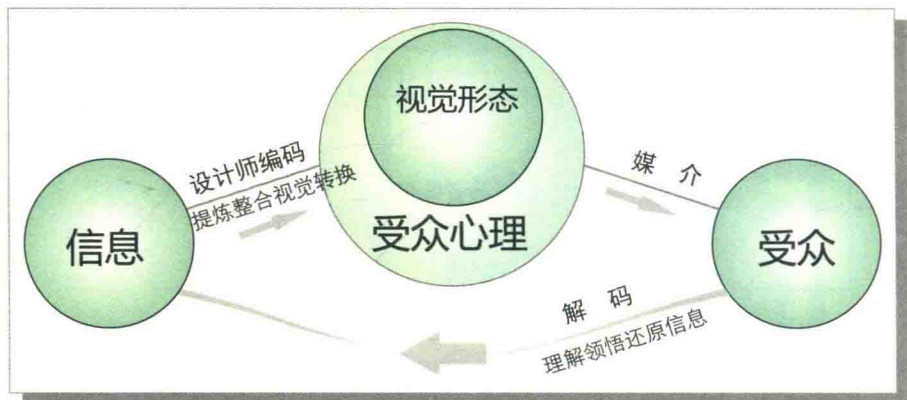 视觉形态
设计师编码
提炼整合视觉转换
媒 介
受众心理
信息
受众
解 码
理解领悟还原信息